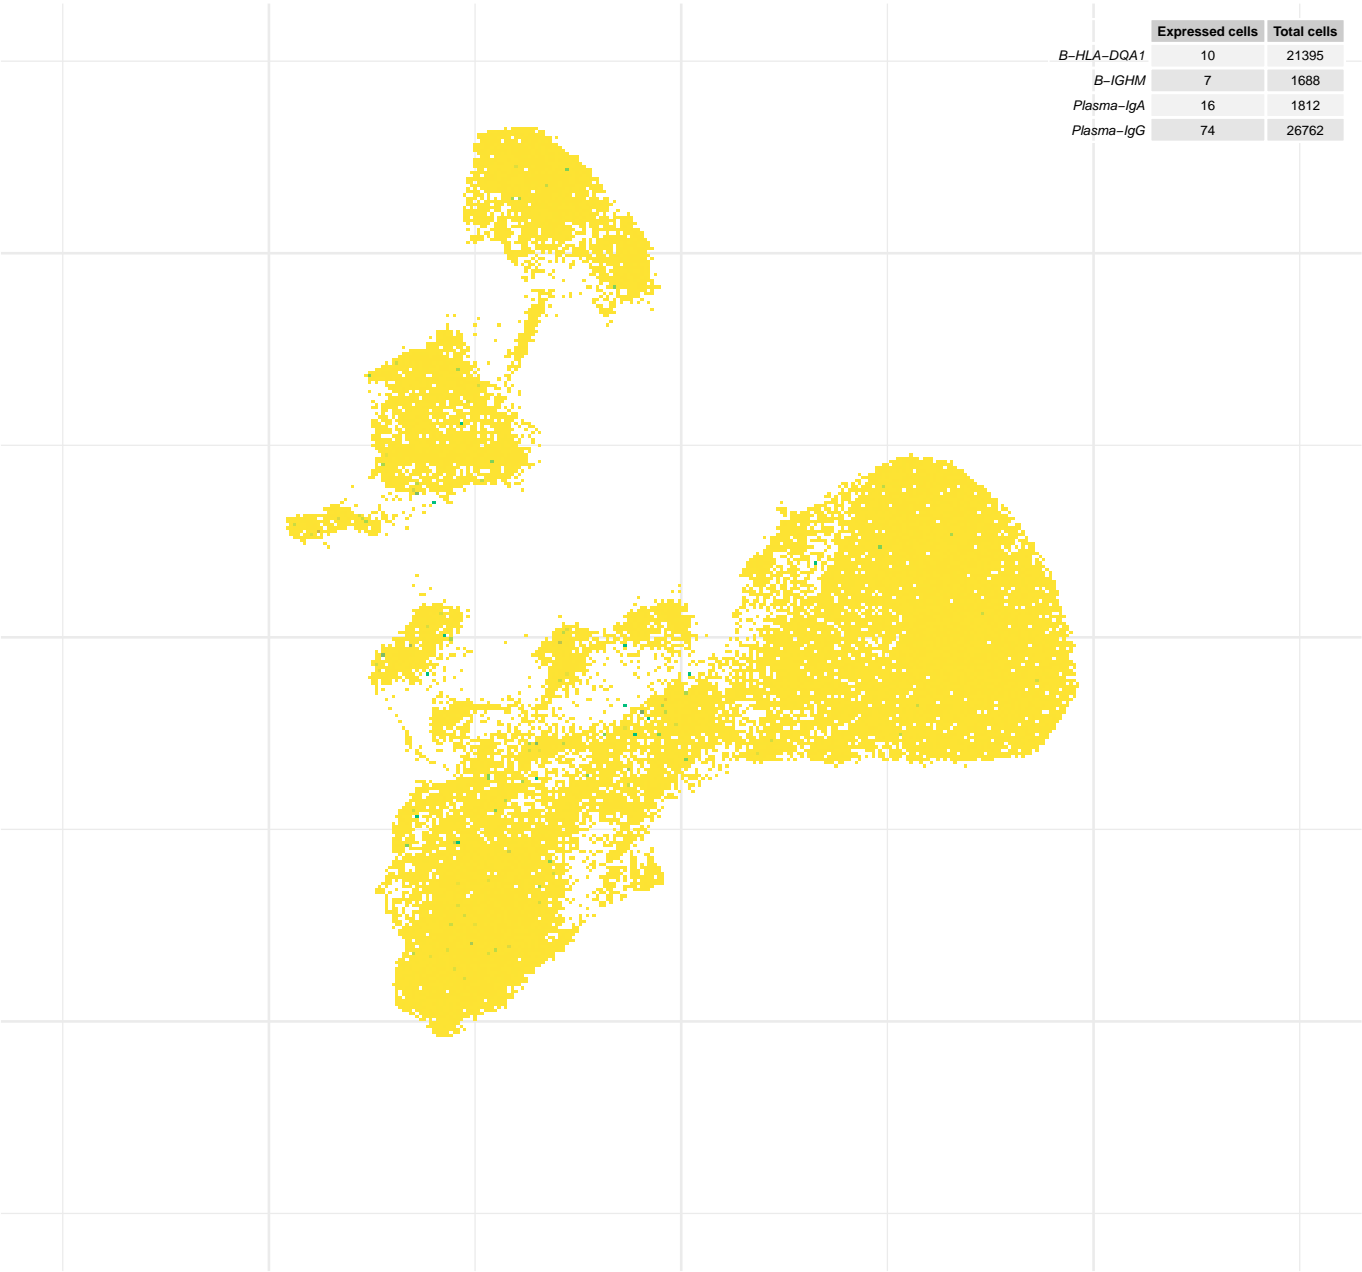 Expressed cells Total cells
B−HLA−DQA1 10 21395
B−IGHM 7 1688
Plasma−IgA 16 1812
Plasma−IgG 74 26762